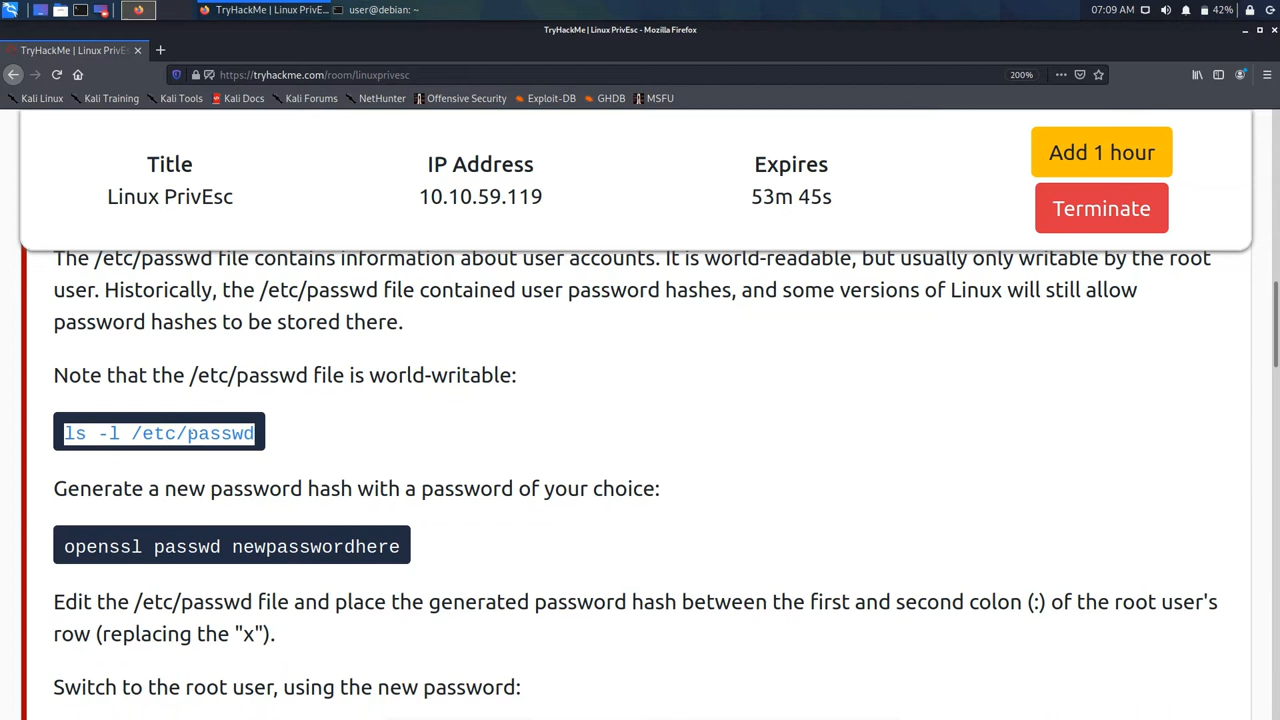 TryHackMe | Linux PrivE...
user@debian: ~
07:09 AM
42%
TryHackMe | Linux PrivEsc - Mozilla Firefox
TryHackMe | Linux PrivEs
https://tryhackme.com/room/linuxprivesc
200%
Kali Linux
Kali Training
Kali Tools
Kali Docs
Kali Forums
NetHunter
Offensive Security
Exploit-DB
GHDB
MSFU
Title
IP Address
Expires
Add 1 hour
Linux PrivEsc
10.10.59.119
53m 45s
Terminate
The /etc/passwd file contains information about user accounts. It is world-readable, but usually only writable by the root
user. Historically, the /etc/passwd file contained user password hashes, and some versions of Linux will still allow
password hashes to be stored there.
Note that the /etc/passwd file is world-writable:
ls -l /etc/passwd
Generate a new password hash with a password of your choice:
openssl passwd newpasswordhere
Edit the /etc/passwd file and place the generated password hash between the first and second colon (:) of the root user's
row (replacing the "x").
Switch to the root user, using the new password: